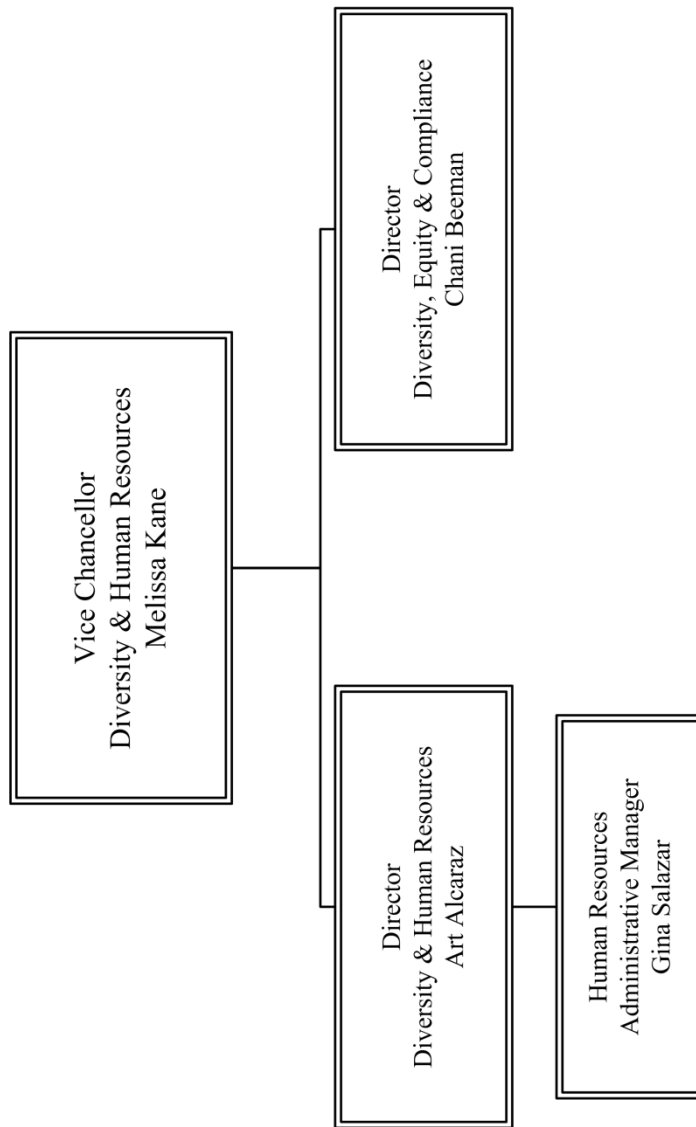 Vice Chancellor
Diversity & Human Resources
Melissa Kane
Director
Diversity & Human Resources
Art Alcaraz
Director
Diversity, Equity & Compliance
Chani Beeman
Human Resources
Administrative Manager
Gina Salazar